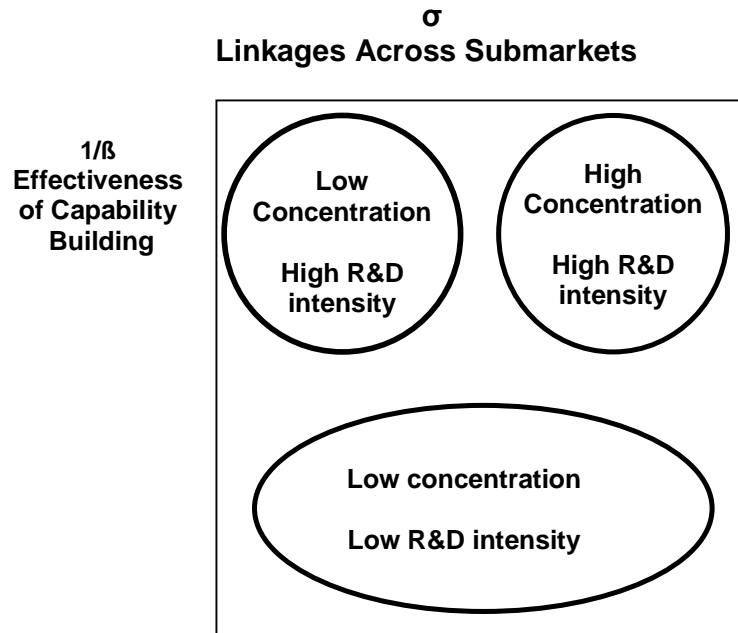 σ
Linkages Across Submarkets
1/ß
Effectiveness
of Capability
Building
Low
Concentration
High R&D
intensity
High
Concentration
High R&D
intensity
Low concentration
Low R&D intensity